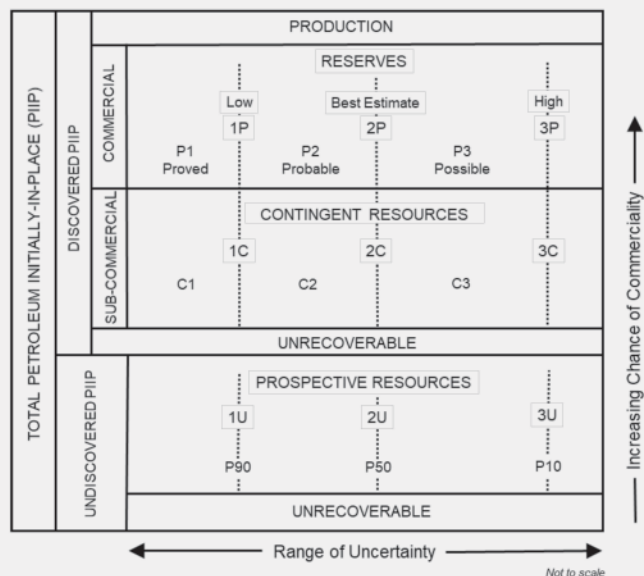 TOTAL PETROLEUM INITIALLY-IN-PLACE (PIIP)
DISCOVERED PIIP
COMMERCIAL
PRODUCTION
RESERVES
Low Best Estimate High
1P 2P 3P
P1 P2 P3
Proved Probable Possible
SUB-COMMERCIAL
CONTINGENT RESOURCES
1C 2C 3C
C1 C2 C3
UNRECOVERABLE
UNDISCOVERED PIIP
PROSPECTIVE RESOURCES
1U 2U 3U
P90 P50 P10
UNRECOVERABLE
Increasing Chance of Commerciality
Range of Uncertainty
Not to scale